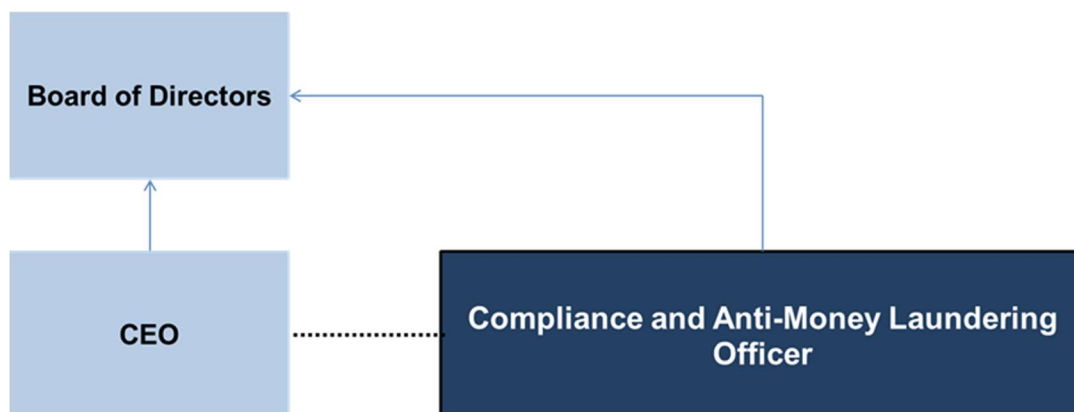 Board of Directors
CEO
Compliance and Anti-Money Laundering
Officer